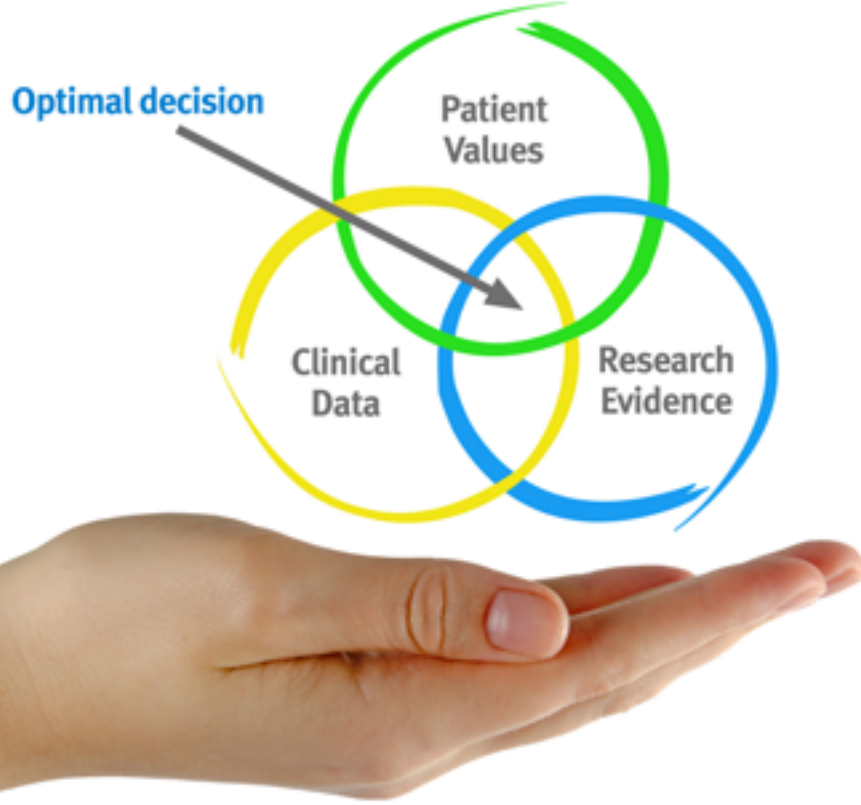 Optimal decision
Patient
Values
Clinical
Data
Research
Evidence